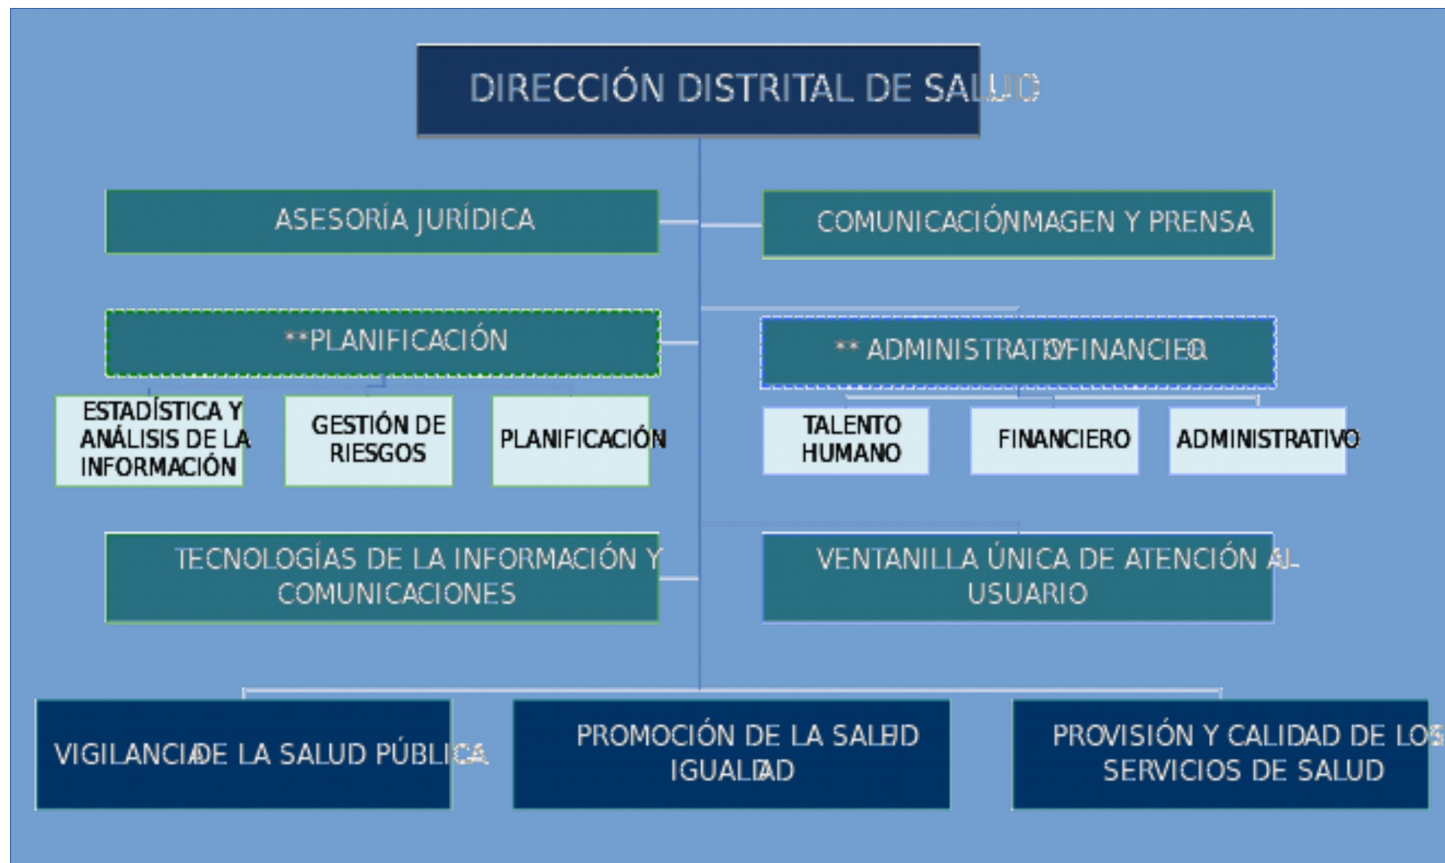 DIRECCIÓN DISTRITAL DE SALUD
ASESORÍA JURÍDICA
COMUNICACIÓN, IMAGEN Y PRENSA
**PLANIFICACIÓN
** ADMINISTRATIVO FINANCIERO
ESTADÍSTICA Y
ANÁLISIS DE LA
INFORMACIÓN
GESTIÓN DE
RIESGOS
PLANIFICACIÓN
TALENTO
HUMANO
FINANCIERO
ADMINISTRATIVO
TECNOLOGÍAS DE LA INFORMACIÓN Y
COMUNICACIONES
VENTANILLA ÚNICA DE ATENCIÓN AL
USUARIO
VIGILANCIA DE LA SALUD PÚBLICA
PROMOCIÓN DE LA SALUD E
IGUALDAD
PROVISIÓN Y CALIDAD DE LOS
SERVICIOS DE SALUD